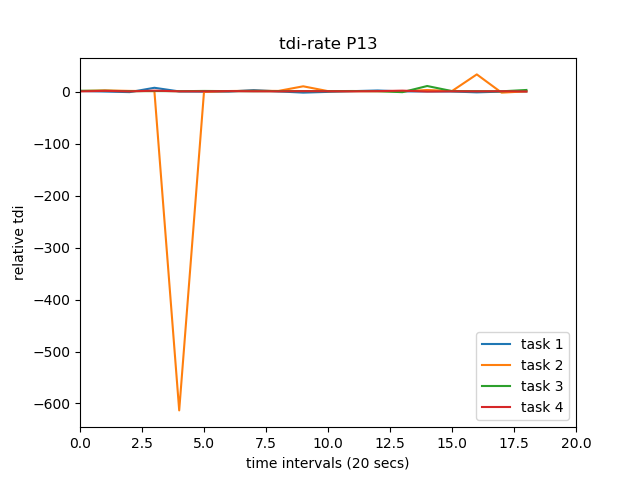 tdi-rate P13
relative tdi
0
−100
−200
−300
−400
−500
−600
0.0 2.5 5.0 7.5 10.0 12.5 15.0 17.5 20.0
time intervals (20 secs)
task 1
task 2
task 3
task 4